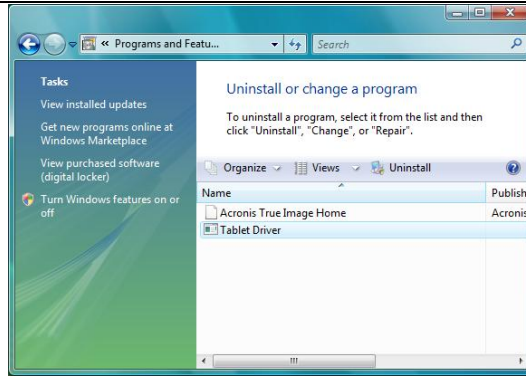 « Programs and Featu...
Search
Tasks
View installed updates
Get new programs online at
Windows Marketplace
View purchased software
(digital locker)
Turn Windows features on or
off
Uninstall or change a program
To uninstall a program, select it from the list and then
click "Uninstall", "Change", or "Repair".
Organize Views Uninstall
Name Publish
Acronis True Image Home Acronis
Tablet Driver